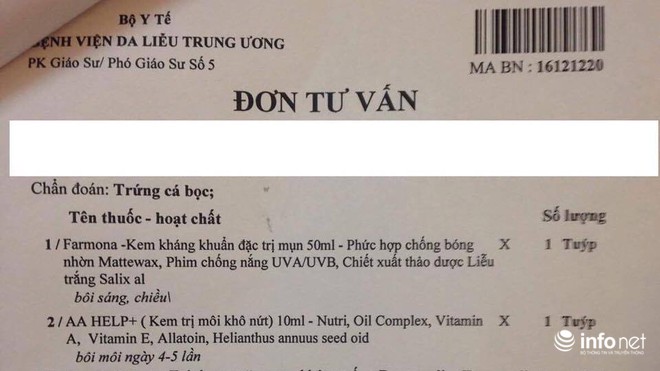 BỘ Y TẾ
BỆNH VIỆN DA LIỄU TRUNG ƯƠNG
PK Giáo Sư/ Phó Giáo Sư Số 5
MA BN : 16121220
ĐƠN TƯ VẤN
Chẩn đoán: Trứng cá bọc;
Tên thuốc - hoạt chất Số lượng
1 / Farmona -Kem kháng khuẩn đặc trị mụn 50ml - Phức hợp chống bóng X 1 Tuýp
nhờn Mattewax, Phim chống nắng UVA/UVB, Chiết xuất thảo dược Liễu
trắng Salix al
bôi sáng, chiều\
2 / AA HELP+ ( Kem trị môi khô nứt) 10ml - Nutri, Oil Complex, Vitamin X 1 Tuýp
A, Vitamin E, Allatoin, Helianthus annuus seed oid
bôi môi ngày 4-5 lần
infonet